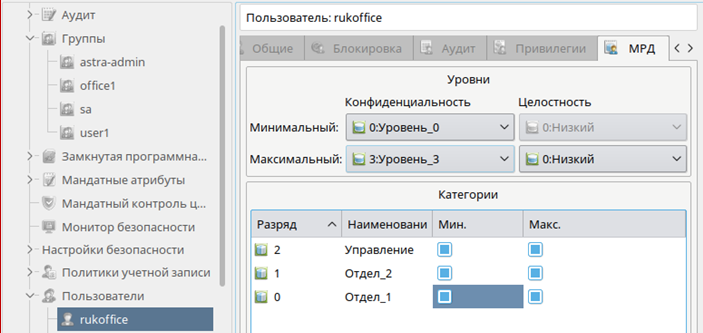 Аудит
Группы
astra-admin
office1
sa
user1
Замкнутая программна...
Мандатные атрибуты
Мандатный контроль ц...
Монитор безопасности
Настройки безопасности
Политики учетной записи
Пользователи
rukoffice
Пользователь: rukoffice
Общие Блокировка Аудит Привилегии МРД
Уровни
Конфиденциальность Целостность
Минимальный: 0:Уровень_0 0:Низкий
Максимальный: 3:Уровень_3 0:Низкий
Категории
Разряд Наименовани Мин. Макс.
2 Управление
1 Отдел_2
0 Отдел_1